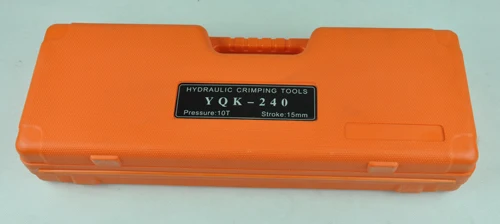 HYDRAULIC CRIMPING TOOLS
YQK-240
Pressure:10T Stroke:15mm